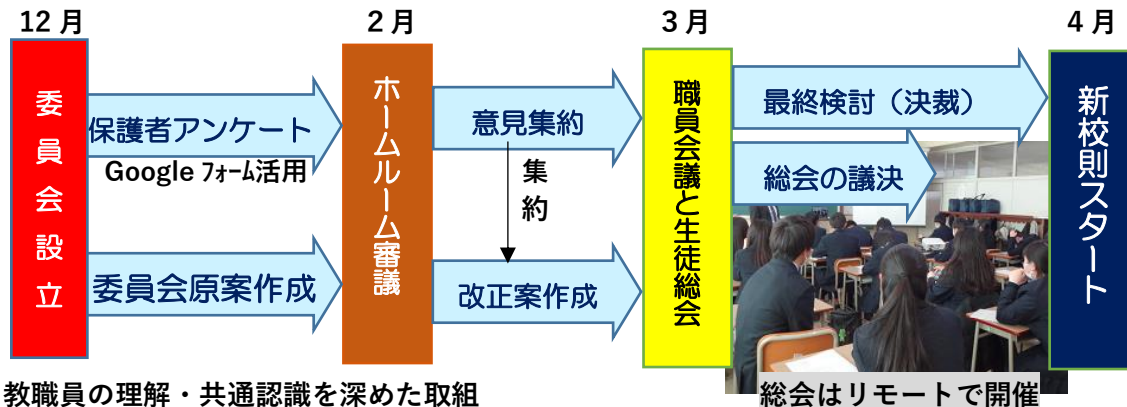 12月
2月
3月
4月
委員会設立
保護者アンケート
Google フォーム活用
委員会原案作成
ホームルーム審議
意見集約
集約
改正案作成
職員会議と生徒総会
最終検討（決裁）
総会の議決
新校則スタート
教職員の理解・共通認識を深めた取組
総会はリモートで開催